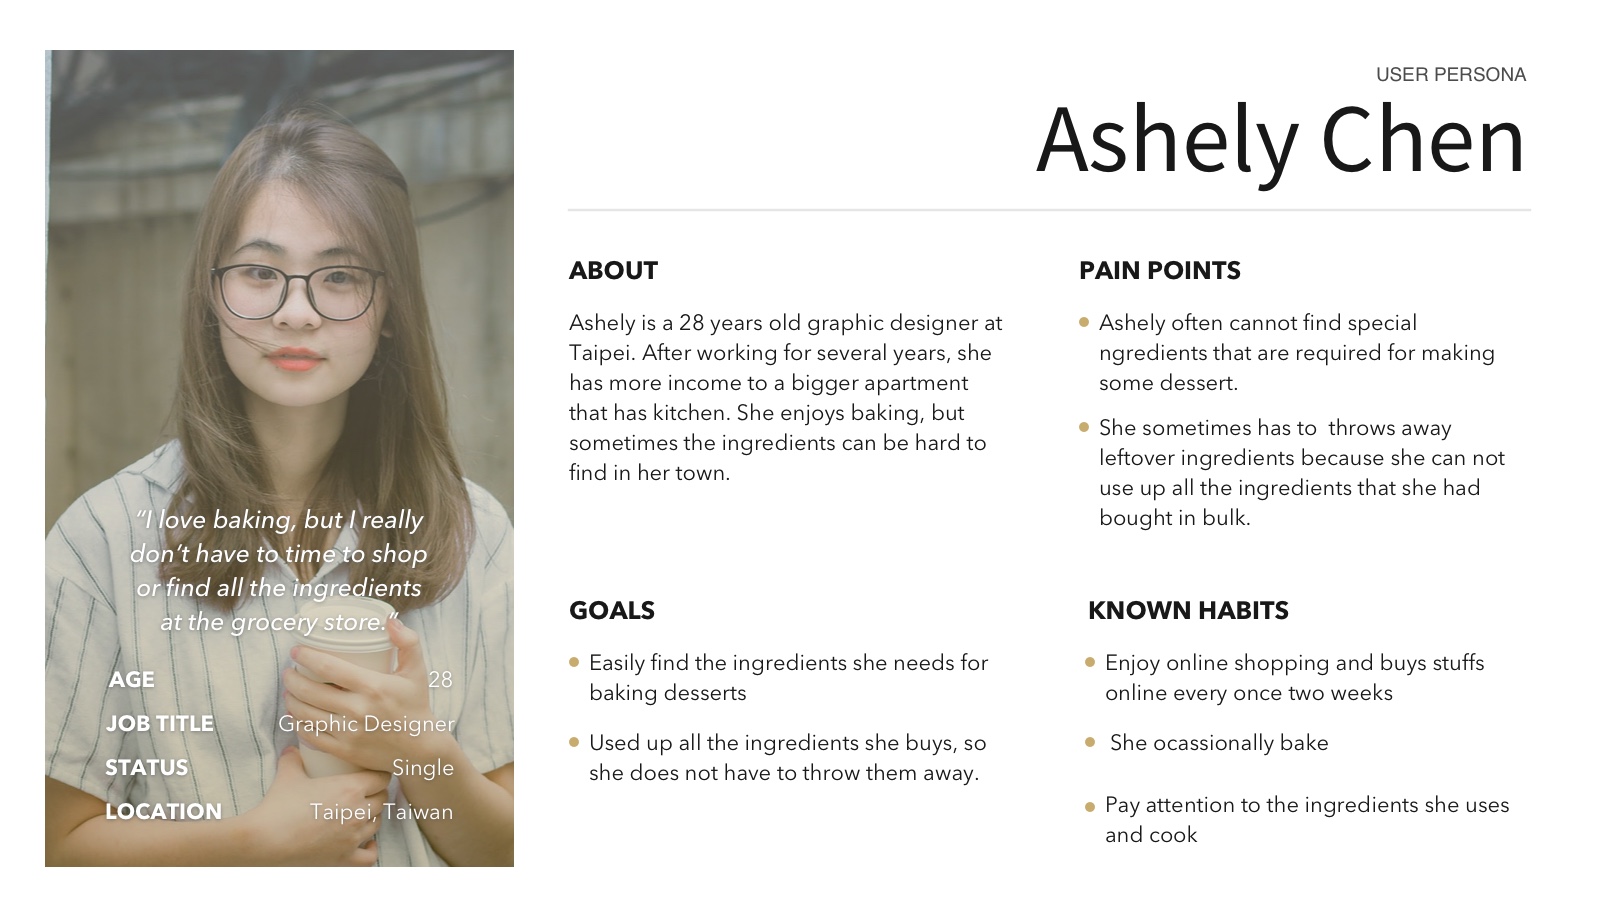 USER PERSONA
Ashely Chen
“I love baking, but I really
don’t have to time to shop
or find all the ingredients
at the grocery store.”
AGE 28
JOB TITLE Graphic Designer
STATUS Single
LOCATION Taipei, Taiwan
ABOUT
Ashely is a 28 years old graphic designer at
Taipei. After working for several years, she
has more income to a bigger apartment
that has kitchen. She enjoys baking, but
sometimes the ingredients can be hard to
find in her town.
PAIN POINTS
Ashely often cannot find special
ngredients that are required for making
some dessert.
She sometimes has to  throws away
leftover ingredients because she can not
use up all the ingredients that she had
bought in bulk.
GOALS
Easily find the ingredients she needs for
baking desserts
Used up all the ingredients she buys, so
she does not have to throw them away.
KNOWN HABITS
Enjoy online shopping and buys stuffs
online every once two weeks
She ocassionally bake
Pay attention to the ingredients she uses
and cook